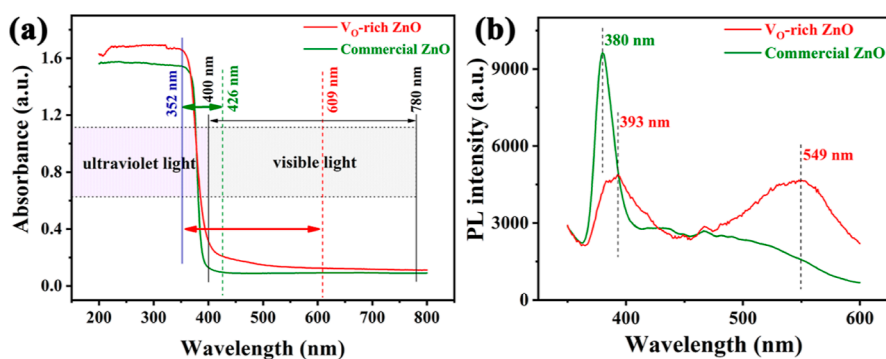 (a)
V_O-rich ZnO
Commercial ZnO
1.6
1.2
0.8
0.4
0.0
Absorbance (a.u.)
352 nm
400 nm
426 nm
609 nm
780 nm
ultraviolet light
visible light
200 300 400 500 600 700 800
Wavelength (nm)
(b)
V_O-rich ZnO
Commercial ZnO
380 nm
393 nm
549 nm
9000
6000
3000
0
PL intensity (a.u.)
400 500 600
Wavelength (nm)